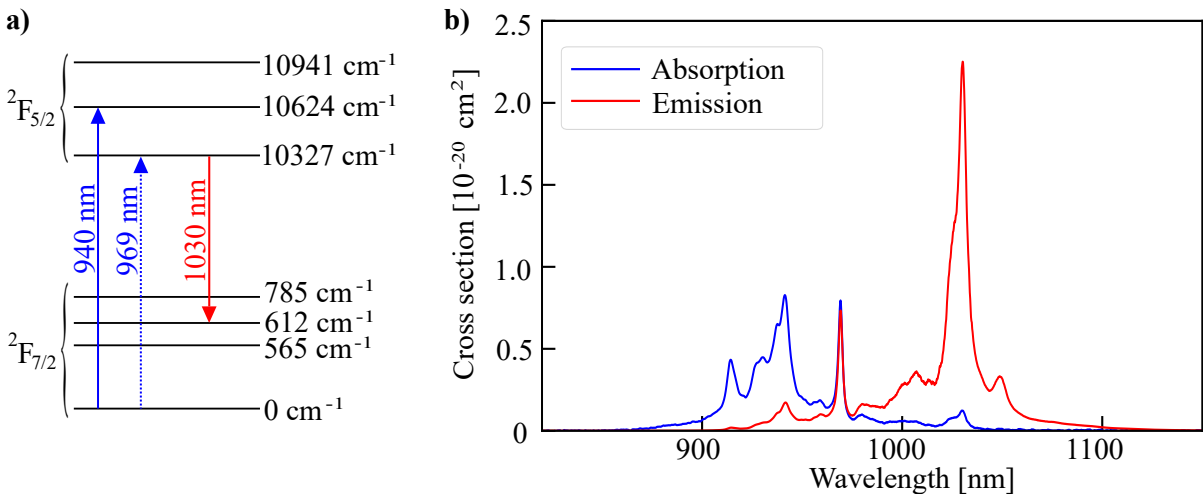 a)
10941 cm⁻¹
²F₅/₂
10624 cm⁻¹
10327 cm⁻¹
940 nm
969 nm
1030 nm
785 cm⁻¹
²F₇/₂
612 cm⁻¹
565 cm⁻¹
0 cm⁻¹
b)
Cross section [10⁻²⁰ cm²]
2.5
2.0
1.5
1.0
0.5
0
Absorption
Emission
900
1000
1100
Wavelength [nm]